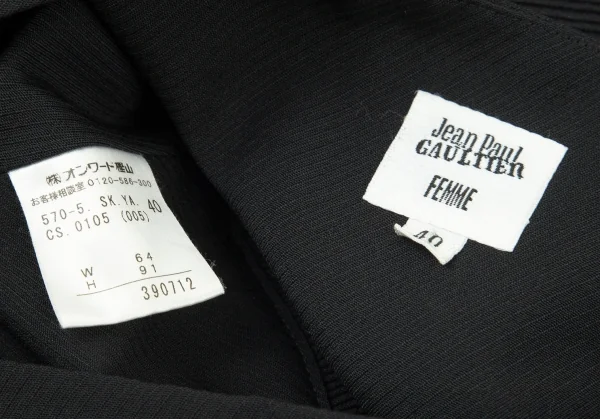 (株)オンワード樫山
お客様相談室 0120-586-300
570-5. SK.YA. 40
CS.0105 (005)
W 64
H 91
390712
Jean Paul
GAULTIER
FEMME
40